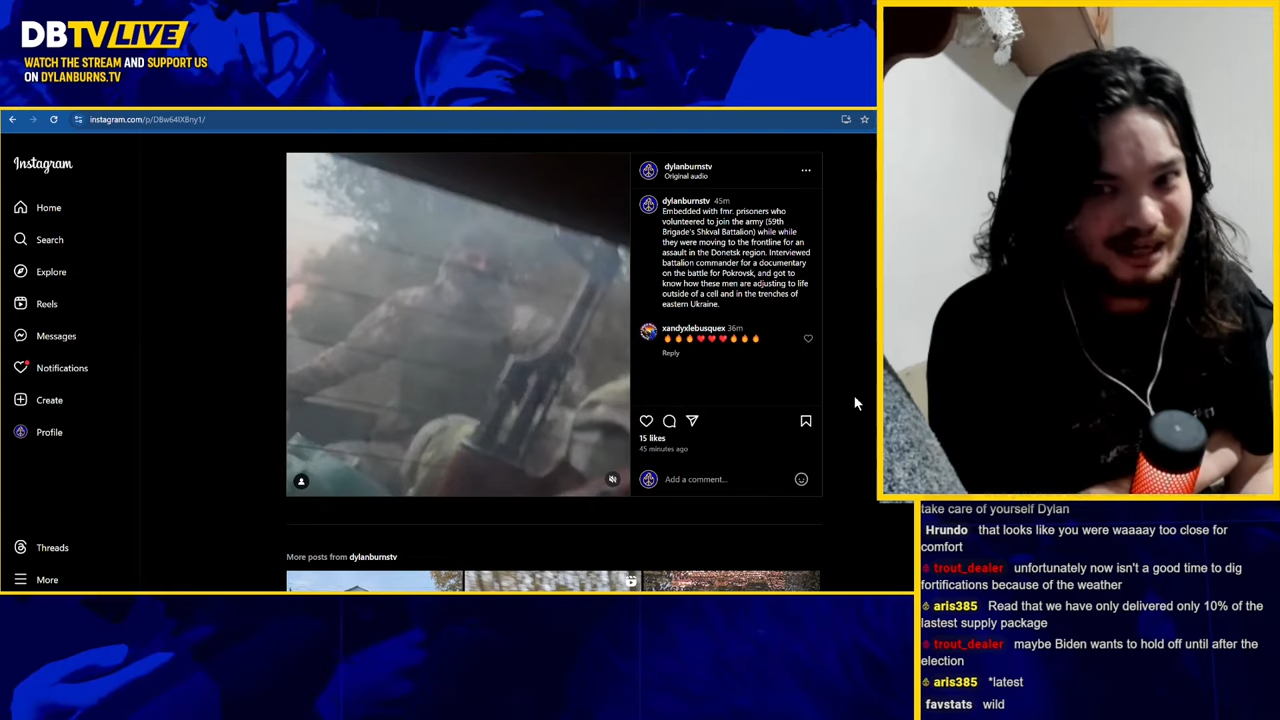 DBTV LIVE
WATCH THE STREAM AND SUPPORT US
ON DYLANBURNS.TV
instagram.com/p/DBw64IXBny1/
Instagram
Home
Search
Explore
Reels
Messages
Notifications
Create
Profile
Threads
More
dylanburnstv
Original audio
dylanburnstv 45m
Embedded with fmr. prisoners who
volunteered to join the army (59th
Brigade's Shkval Battalion) while while
they were moving to the frontline for an
assault in the Donetsk region. Interviewed
battalion commander for a documentary
on the battle for Pokrovsk, and got to
know how these men are adjusting to life
outside of a cell and in the trenches of
eastern Ukraine.
xandyxlebusquex 36m
Reply
15 likes
45 minutes ago
Add a comment...
More posts from dylanburnstv
take care of yourself Dylan
Hrundo that looks like you were waaaay too close for
comfort
trout_dealer unfortunately now isn't a good time to dig
fortifications because of the weather
aris385 Read that we have only delivered only 10% of the
lastest supply package
trout_dealer maybe Biden wants to hold off until after the
election
aris385 *latest
favstats wild